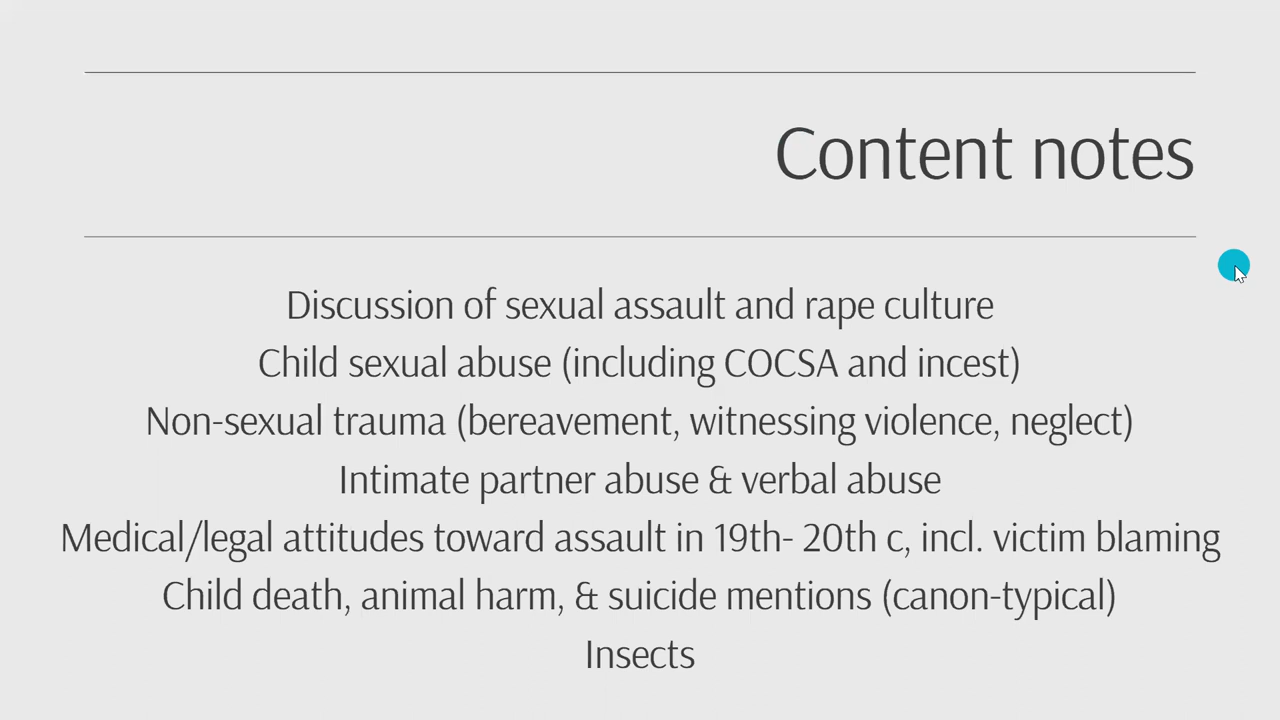 Content notes
Discussion of sexual assault and rape culture
Child sexual abuse (including COCSA and incest)
Non-sexual trauma (bereavement, witnessing violence, neglect)
Intimate partner abuse & verbal abuse
Medical/legal attitudes toward assault in 19th- 20th c, incl. victim blaming
Child death, animal harm, & suicide mentions (canon-typical)
Insects